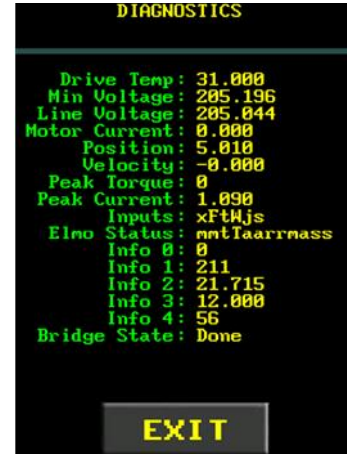 DIAGNOSTICS
Drive Temp: 31.000
Min Voltage: 205.196
Line Voltage: 205.044
Motor Current: 0.000
Position: 5.010
Velocity: -0.000
Peak Torque: 0
Peak Current: 1.090
Inputs: xFtWjs
Elmo Status: mmtTaarrmass
Info 0: 0
Info 1: 211
Info 2: 21.715
Info 3: 12.000
Info 4: 56
Bridge State: Done
EXIT